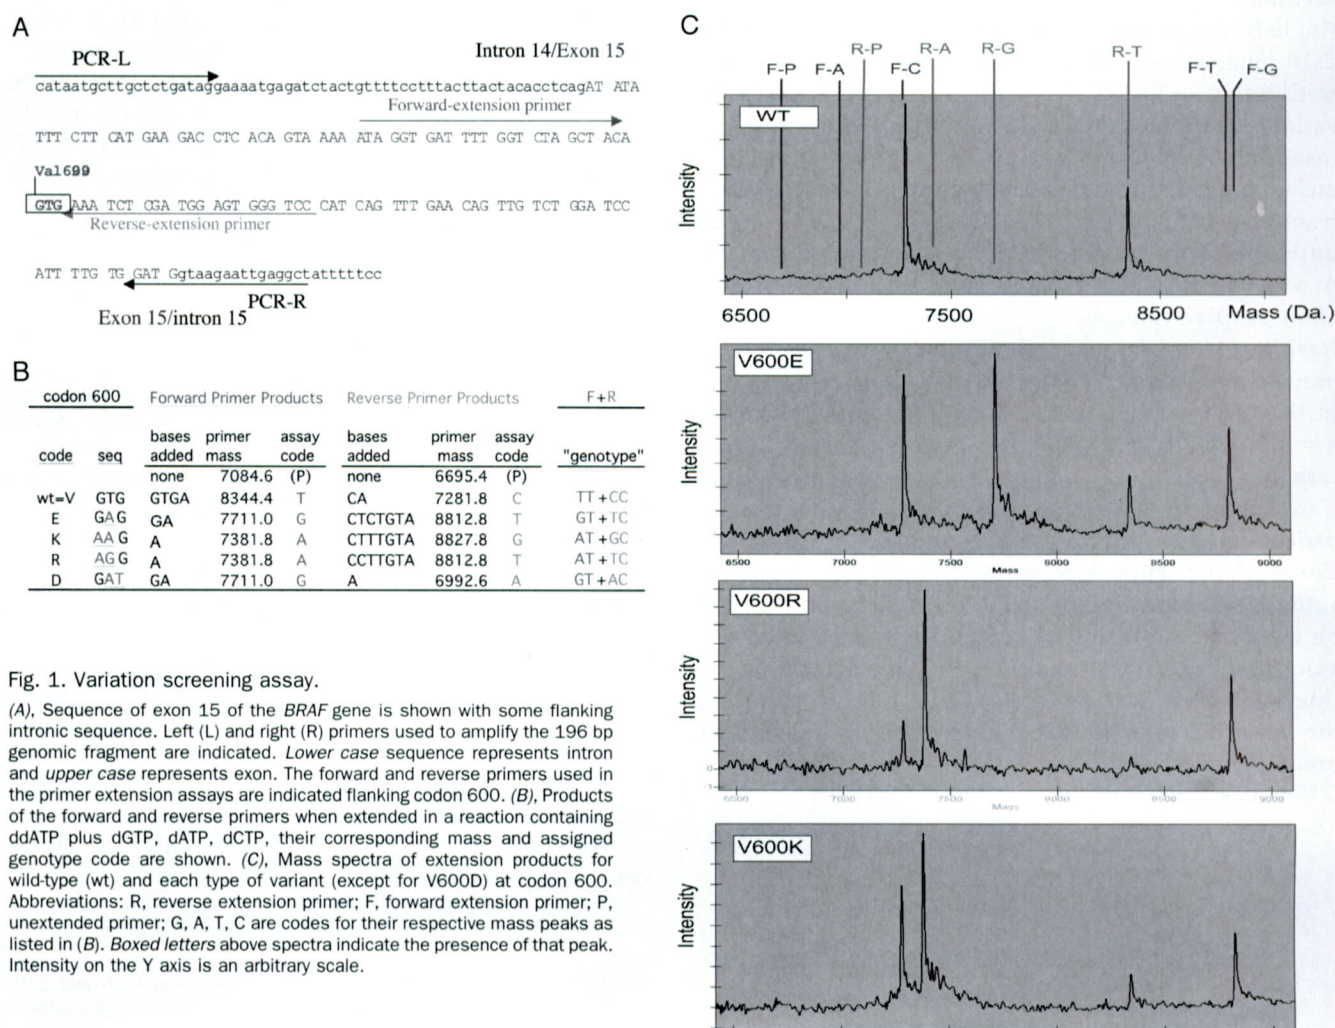 A
PCR-L
Intron 14/Exon 15
cataatgcttgctctgataggaaaatgagatctactgttttcctttacttactacacctcagAT ATA
Forward-extension primer
TTT CTT CAT GAA GAC CTC ACA GTA AAA ATA GGT GAT TTT GGT CTA GCT ACA
Val699
GTG AAA TCT CGA TGG AGT GGG TCC CAT CAG TTT GAA CAG TTG TCT GGA TCC
Reverse-extension primer
ATT TTG TG GAT Ggtaagaattgaggctatttttcc
PCR-R
Exon 15/intron 15
B
codon 600 Forward Primer Products Reverse Primer Products F+R
bases primer assay bases primer assay
code seq added mass code added mass code "genotype"
none 7084.6 (P) none 6695.4 (P)
wt=V GTG GTGA 8344.4 T CA 7281.8 C TT+CC
E GAG GA 7711.0 G CTCTGTA 8812.8 T GT+TC
K AA G A 7381.8 A CTTTGTA 8827.8 G AT+GC
R AG G A 7381.8 A CCTTGTA 8812.8 T AT+TC
D GAT GA 7711.0 G A 6992.6 A GT+AC
Fig. 1. Variation screening assay.
(A), Sequence of exon 15 of the BRAF gene is shown with some flanking
intronic sequence. Left (L) and right (R) primers used to amplify the 196 bp
genomic fragment are indicated. Lower case sequence represents intron
and upper case represents exon. The forward and reverse primers used in
the primer extension assays are indicated flanking codon 600. (B), Products
of the forward and reverse primers when extended in a reaction containing
ddATP plus dGTP, dATP, dCTP, their corresponding mass and assigned
genotype code are shown. (C), Mass spectra of extension products for
wild-type (wt) and each type of variant (except for V600D) at codon 600.
Abbreviations: R, reverse extension primer; F, forward extension primer; P,
unextended primer; G, A, T, C are codes for their respective mass peaks as
listed in (B). Boxed letters above spectra indicate the presence of that peak.
Intensity on the Y axis is an arbitrary scale.
C
R-P R-A R-G R-T
F-P F-A F-C F-T F-G
WT
Intensity
6500 7500 8500 Mass (Da.)
V600E
Intensity
6500 7000 7500 8000 8500 9000
Mass
V600R
Intensity
0
-1
6500 7000 7500 8000 8500 9000
Mass
V600K
Intensity